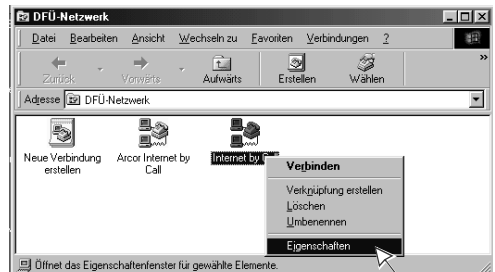 DFÜ-Netzwerk
Datei Bearbeiten Ansicht Wechseln zu Favoriten Verbindungen ?
Zurück Vorwärts Aufwärts Erstellen Wählen »
Adresse DFÜ-Netzwerk
Neue Verbindung erstellen
Arcor Internet by Call
Internet by Call
Verbinden
Verknüpfung erstellen
Löschen
Umbenennen
Eigenschaften
Öffnet das Eigenschaftenfenster für gewählte Elemente.